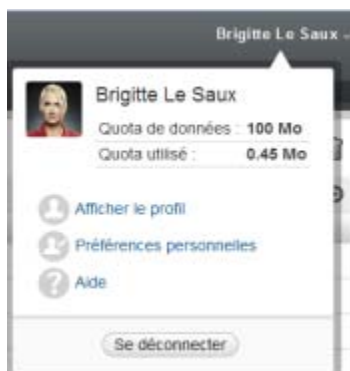 Brigitte Le Saux
Brigitte Le Saux
Quota de données : 100 Mo
Quota utilisé : 0.45 Mo
Afficher le profil
Préférences personnelles
Aide
Se déconnecter